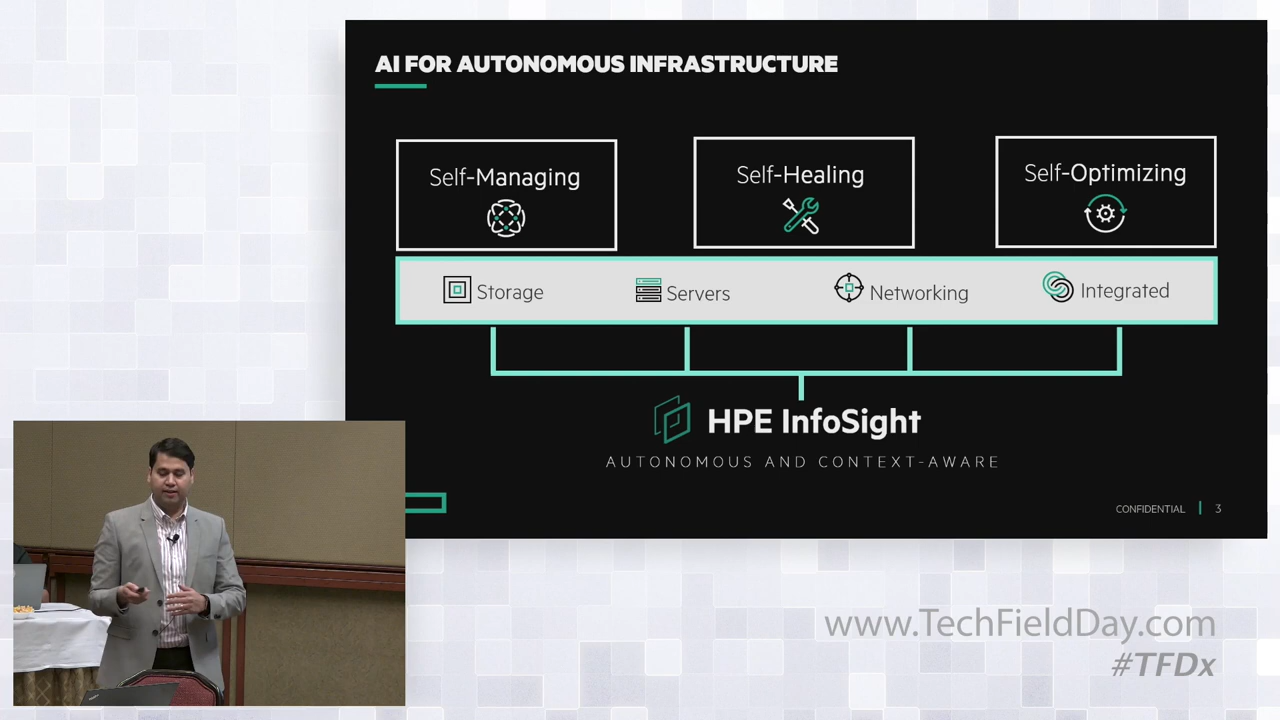 AI FOR AUTONOMOUS INFRASTRUCTURE
Self-Managing
Self-Healing
Self-Optimizing
Storage
Servers
Networking
Integrated
HPE InfoSight
AUTONOMOUS AND CONTEXT-AWARE
CONFIDENTIAL
3
www.TechFieldDay.com
#TFDx